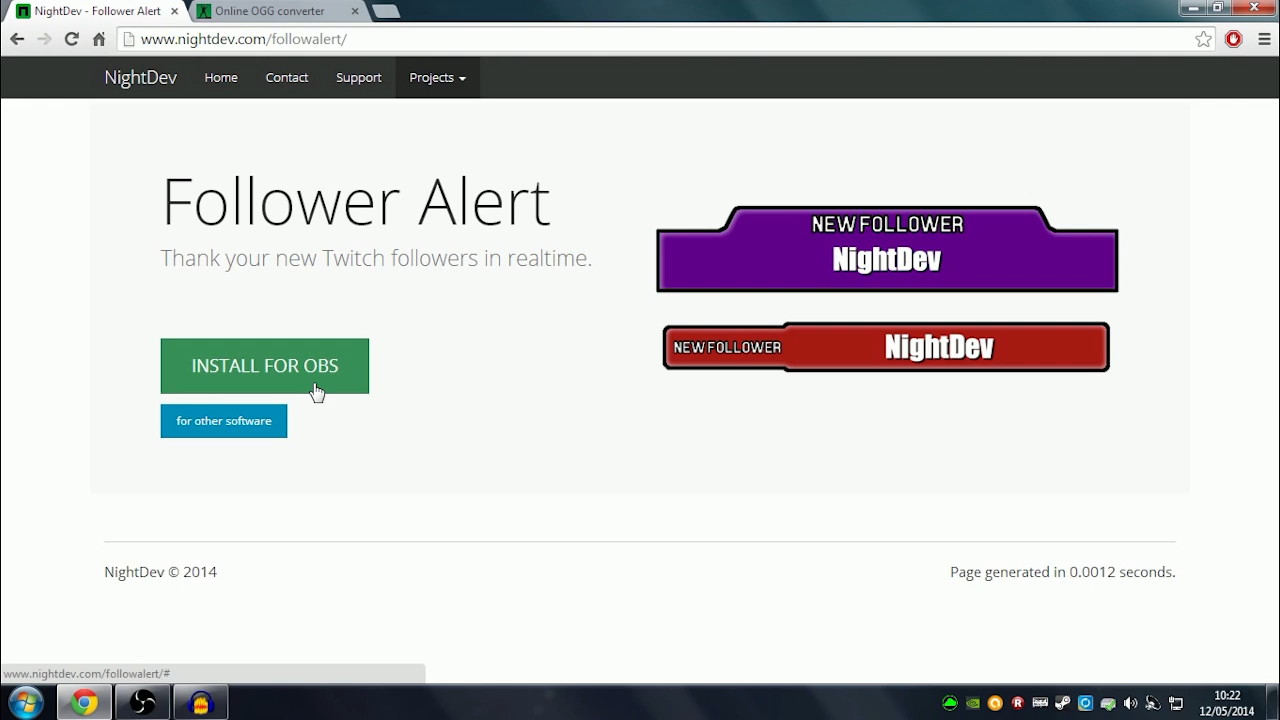 NightDev - Follower Alert
Online OGG converter
www.nightdev.com/followalert/
NightDev Home Contact Support Projects
Follower Alert
Thank your new Twitch followers in realtime.
INSTALL FOR OBS
for other software
NEW FOLLOWER
NightDev
NEW FOLLOWER
NightDev
NightDev © 2014
Page generated in 0.0012 seconds.
www.nightdev.com/followalert/#
10:22
12/05/2014